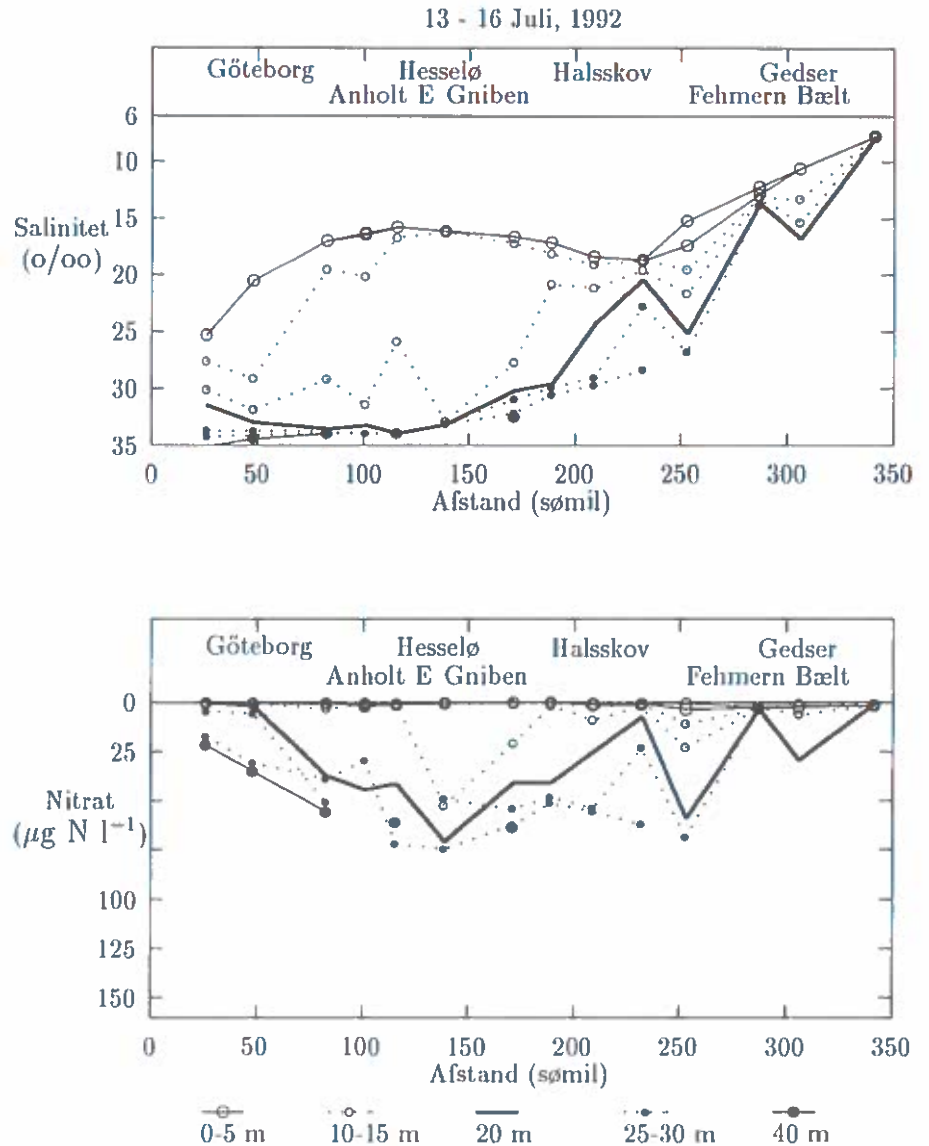 13 - 16 Juli, 1992
Göteborg Hesselø Halsskov Gedser
Anholt E Gniben Fehmern Bælt
6
10
15
20
25
30
35
Salinitet
(o/oo)
0 50 100 150 200 250 300 350
Afstand (sømil)
Göteborg Hesselø Halsskov Gedser
Anholt E Gniben Fehmern Bælt
0
25
Nitrat
(µg N l⁻¹)
100
125
150
0 50 100 150 200 250 300 350
Afstand (sømil)
0-5 m 10-15 m 20 m 25-30 m 40 m